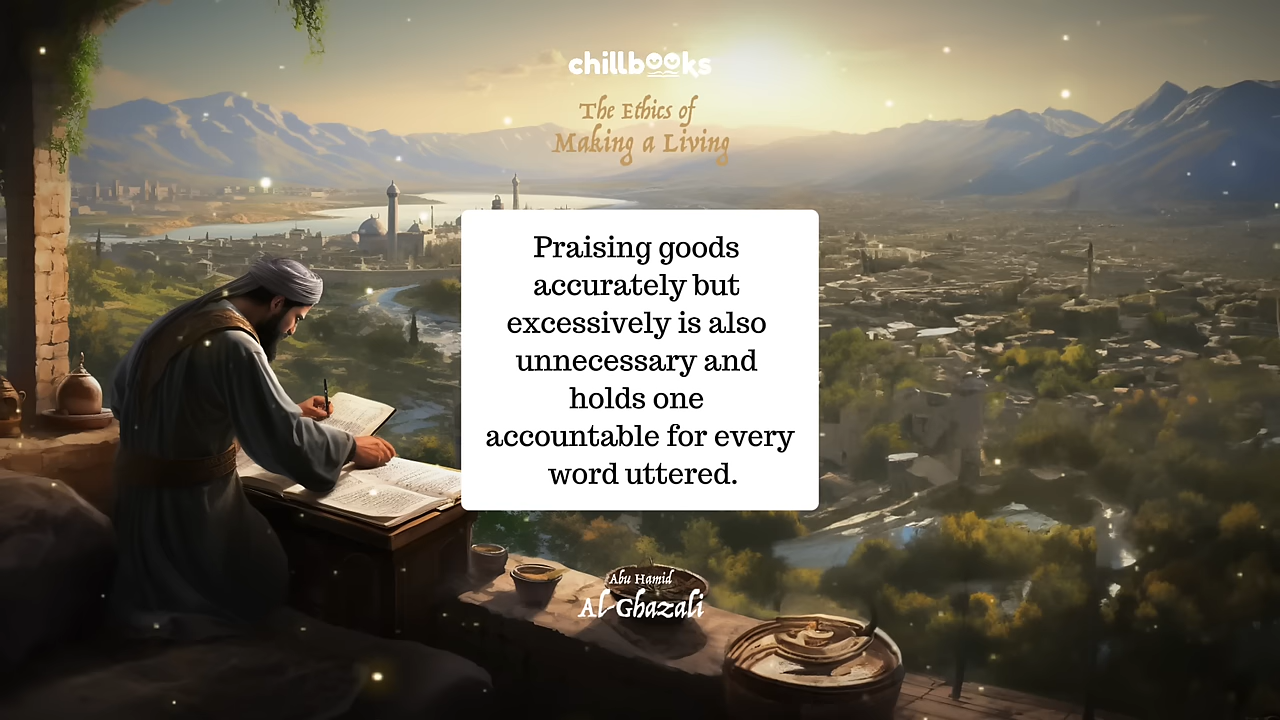 chillbooks
The Ethics of
Making a Living
Praising goods
accurately but
excessively is also
unnecessary and
holds one
accountable for every
word uttered.
Abu Hamid
Al-Ghazali